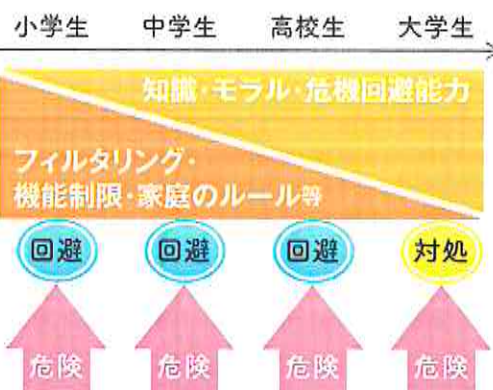 小学生 中学生 高校生 大学生
知識・モラル・危機回避能力
フィルタリング・
機能制限・家庭のルール等
回避 回避 回避 対処
危険 危険 危険 危険